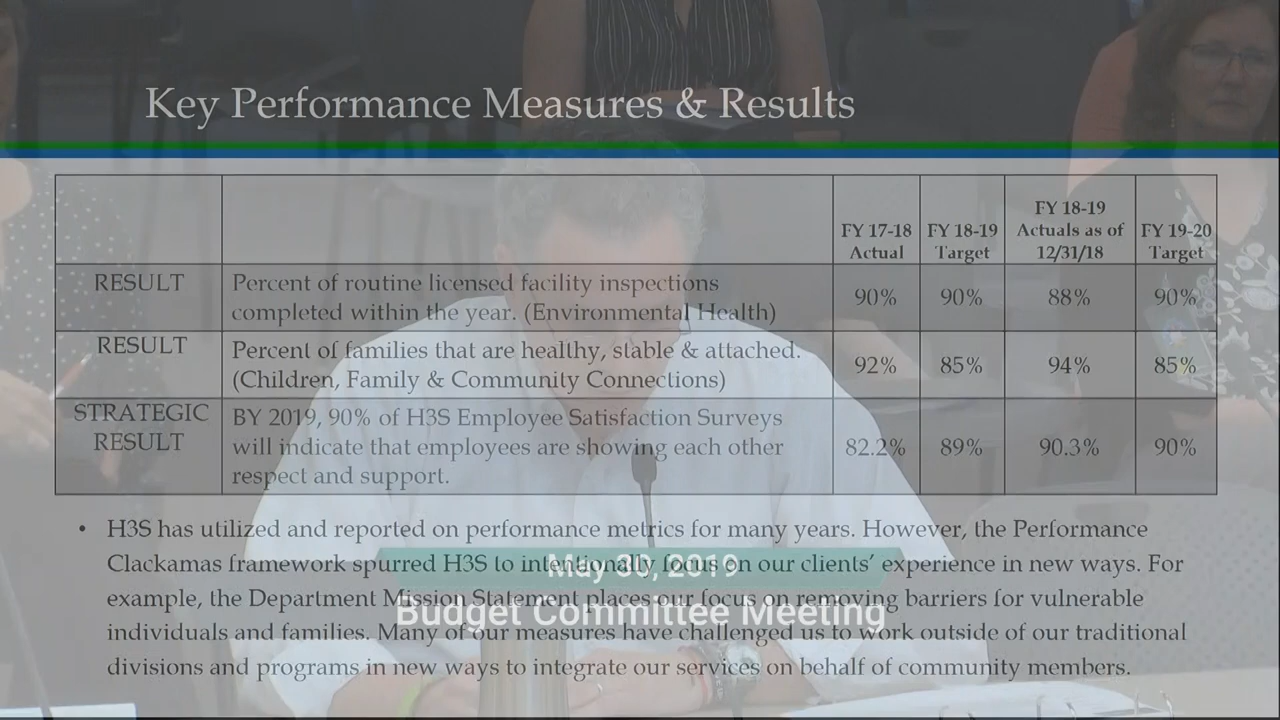 Key Performance Measures & Results
FY 17-18 Actual
FY 18-19 Target
FY 18-19 Actuals as of 12/31/18
FY 19-20 Target
RESULT
Percent of routine licensed facility inspections
completed within the year. (Environmental Health)
90%
90%
88%
90%
RESULT
Percent of families that are healthy, stable & attached.
(Children, Family & Community Connections)
92%
85%
94%
85%
STRATEGIC
RESULT
BY 2019, 90% of H3S Employee Satisfaction Surveys
will indicate that employees are showing each other
respect and support.
82.2%
89%
90.3%
90%
• H3S has utilized and reported on performance metrics for many years. However, the Performance
Clackamas framework spurred H3S to intentionally focus on our clients’ experience in new ways. For
example, the Department Mission Statement places our focus on removing barriers for vulnerable
individuals and families. Many of our measures have challenged us to work outside of our traditional
divisions and programs in new ways to integrate our services on behalf of community members.
May 30, 2019
Budget Committee Meeting